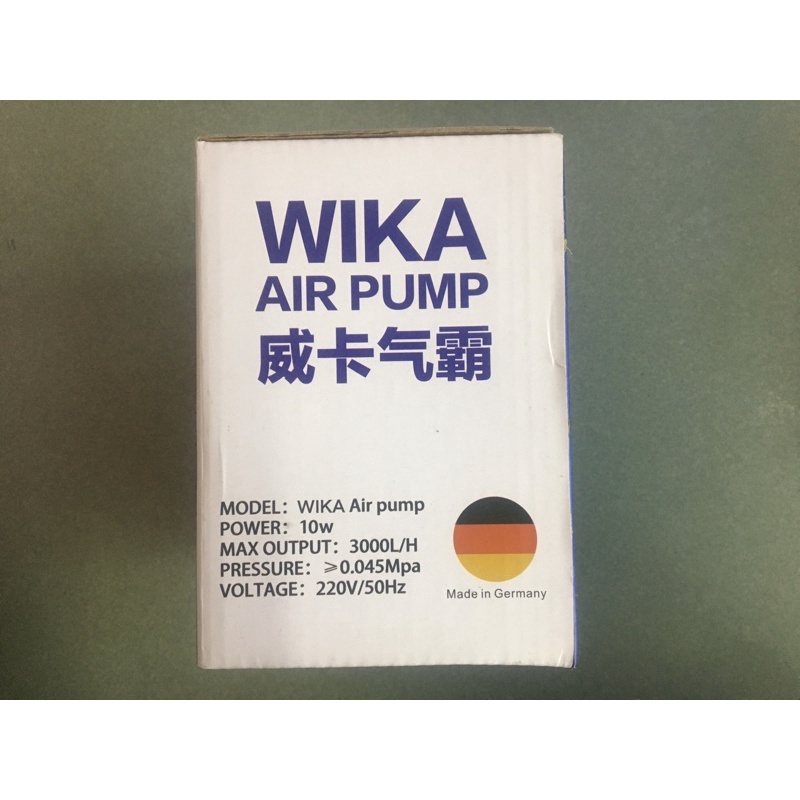 WIKA
AIR PUMP
威卡气霸
MODEL：WIKA Air pump
POWER：10w
MAX OUTPUT：3000L/H
PRESSURE：≥0.045Mpa
VOLTAGE：220V/50Hz
Made in Germany